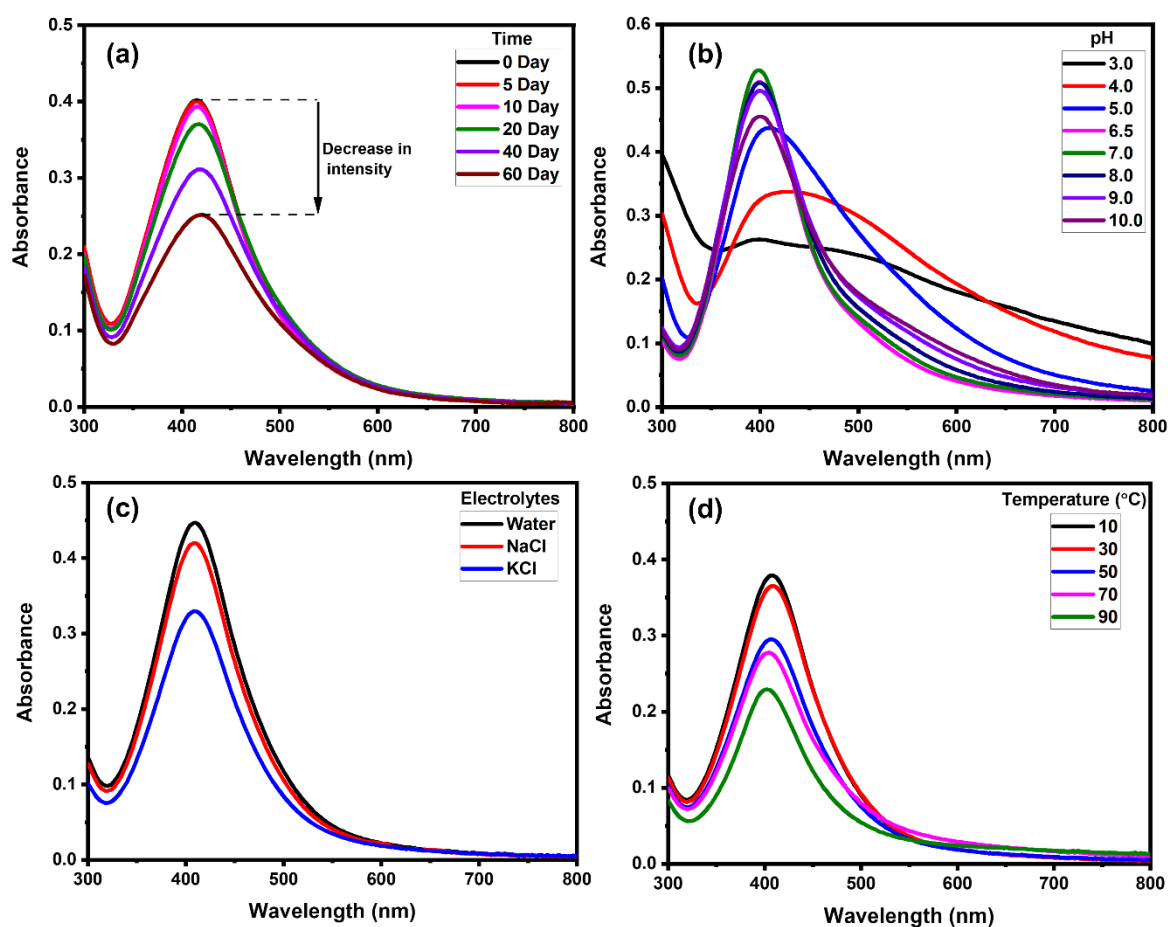 (a)
Time
0 Day
5 Day
10 Day
20 Day
40 Day
60 Day
Decrease in
intensity
Absorbance
0.5
0.4
0.3
0.2
0.1
0.0
300 400 500 600 700 800
Wavelength (nm)
(b)
pH
3.0
4.0
5.0
6.5
7.0
8.0
9.0
10.0
Absorbance
0.6
0.5
0.4
0.3
0.2
0.1
0.0
300 400 500 600 700 800
Wavelength (nm)
(c)
Electrolytes
Water
NaCl
KCl
Absorbance
0.5
0.4
0.3
0.2
0.1
0.0
300 400 500 600 700 800
Wavelength (nm)
(d)
Temperature (°C)
10
30
50
70
90
Absorbance
0.5
0.4
0.3
0.2
0.1
0.0
300 400 500 600 700 800
Wavelength (nm)